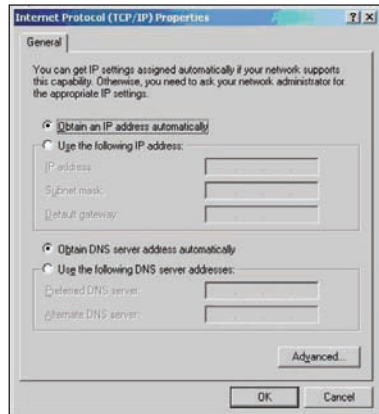 Internet Protocol (TCP/IP) Properties
General
You can get IP settings assigned automatically if your network supports
this capability. Otherwise, you need to ask your network administrator for
the appropriate IP settings.
Obtain an IP address automatically
Use the following IP address:
IP address:
Subnet mask:
Default gateway:
Obtain DNS server address automatically
Use the following DNS server addresses:
Preferred DNS server:
Alternate DNS server:
Advanced...
OK Cancel